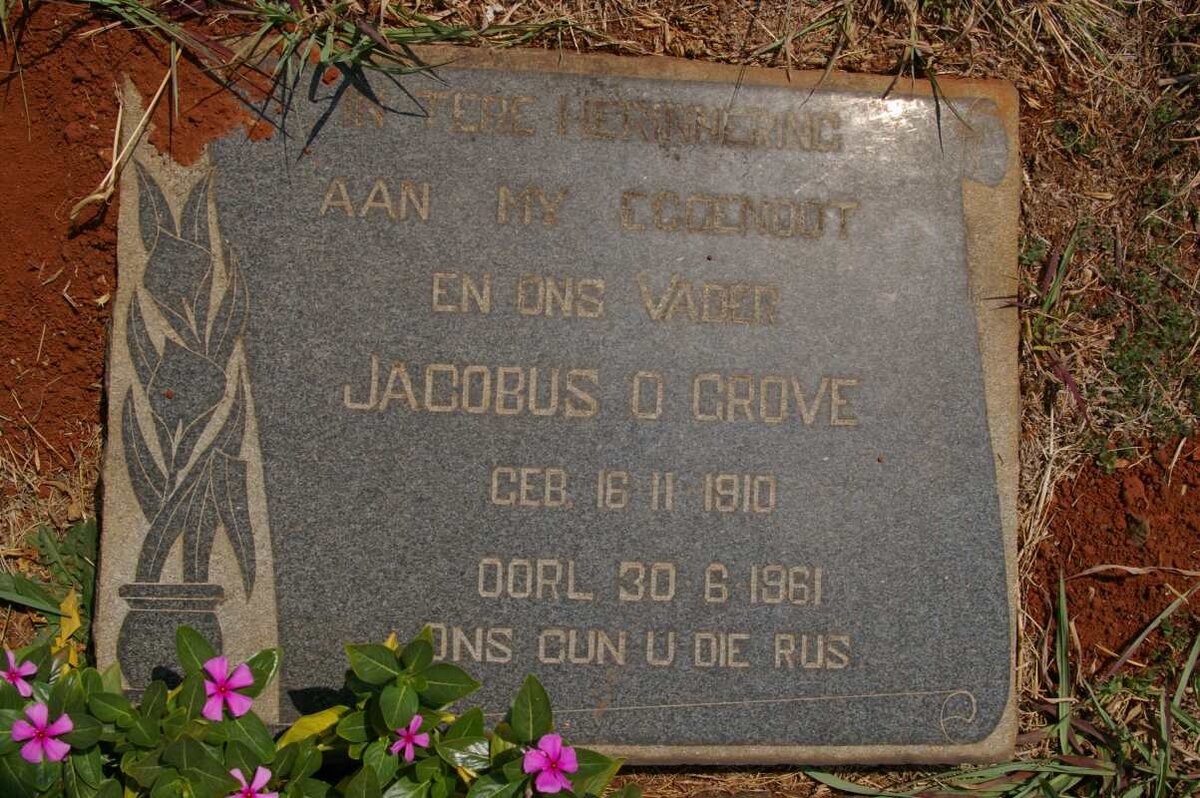 IN TERE HERINNERING
AAN MY EGGENOOT
EN ONS VADER
JACOBUS O GROVE
GEB. 16·11·1910
OORL 30·6·1961
ONS GUN U DIE RUS